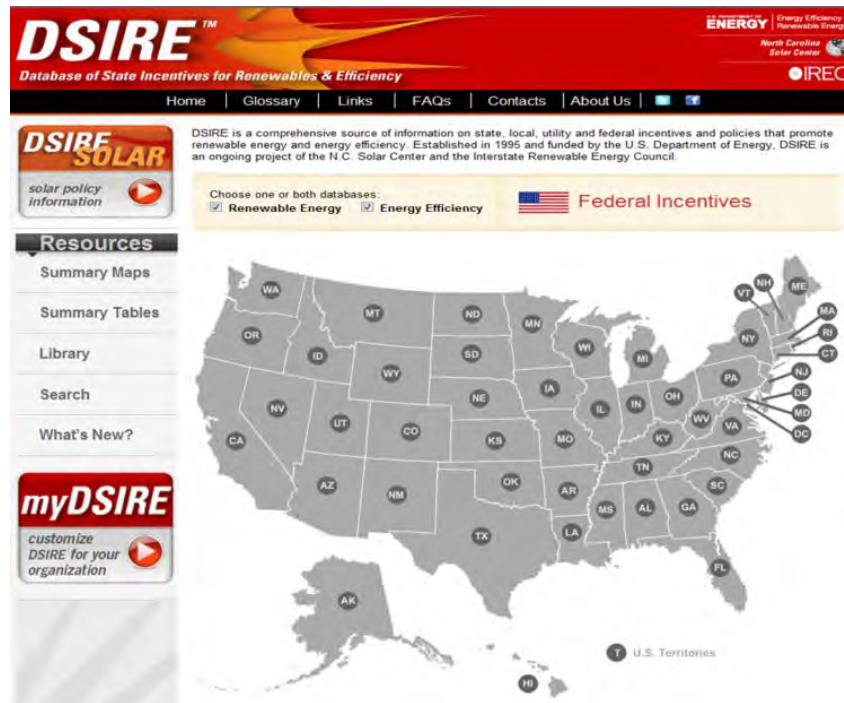 DSIRE™
Database of State Incentives for Renewables & Efficiency
U.S. DEPARTMENT OF
ENERGY
Energy Efficiency
Renewable Energ
North Carolina
Solar Center
IREC
Home | Glossary | Links | FAQs | Contacts | About Us |
DSIRE
SOLAR
solar policy
information
DSIRE is a comprehensive source of information on state, local, utility and federal incentives and policies that promote
renewable energy and energy efficiency. Established in 1995 and funded by the U.S. Department of Energy, DSIRE is
an ongoing project of the N.C. Solar Center and the Interstate Renewable Energy Council.
Choose one or both databases:
Renewable Energy Energy Efficiency
Federal Incentives
Resources
Summary Maps
Summary Tables
Library
Search
What's New?
myDSIRE
customize
DSIRE for your
organization
WA
MT
ND
MN
OR
ID
WY
SD
WI
MI
NY
VT
NH
ME
MA
RI
CT
NJ
DE
MD
DC
PA
NV
UT
CO
NE
IA
IL
IN
OH
WV
VA
CA
KS
MO
KY
NC
TN
AZ
NM
OK
AR
SC
MS
AL
GA
TX
LA
FL
AK
HI
T U.S. Territories